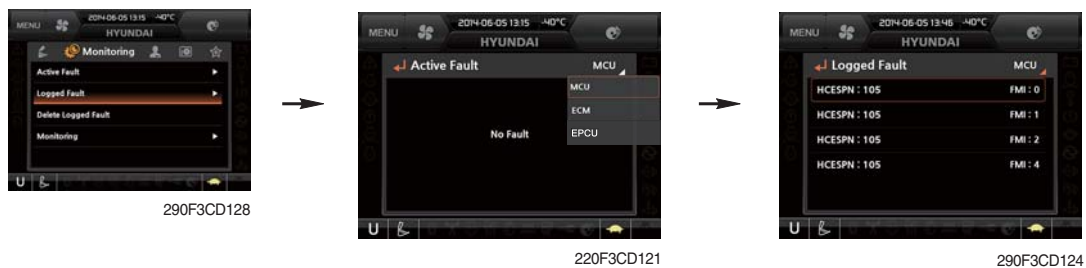 MENU
2014-06-05 13:15 -40°C
HYUNDAI
Monitoring
Active Fault
Logged Fault
Delete Logged Fault
Monitoring
U
290F3CD128
MENU
2014-06-05 13:15 -40°C
HYUNDAI
Active Fault MCU
MCU
ECM
EPCU
No Fault
U
220F3CD121
MENU
2014-06-05 13:46 -40°C
HYUNDAI
Logged Fault MCU
HCESPN : 105 FMI : 0
HCESPN : 105 FMI : 1
HCESPN : 105 FMI : 2
HCESPN : 105 FMI : 4
U
290F3CD124